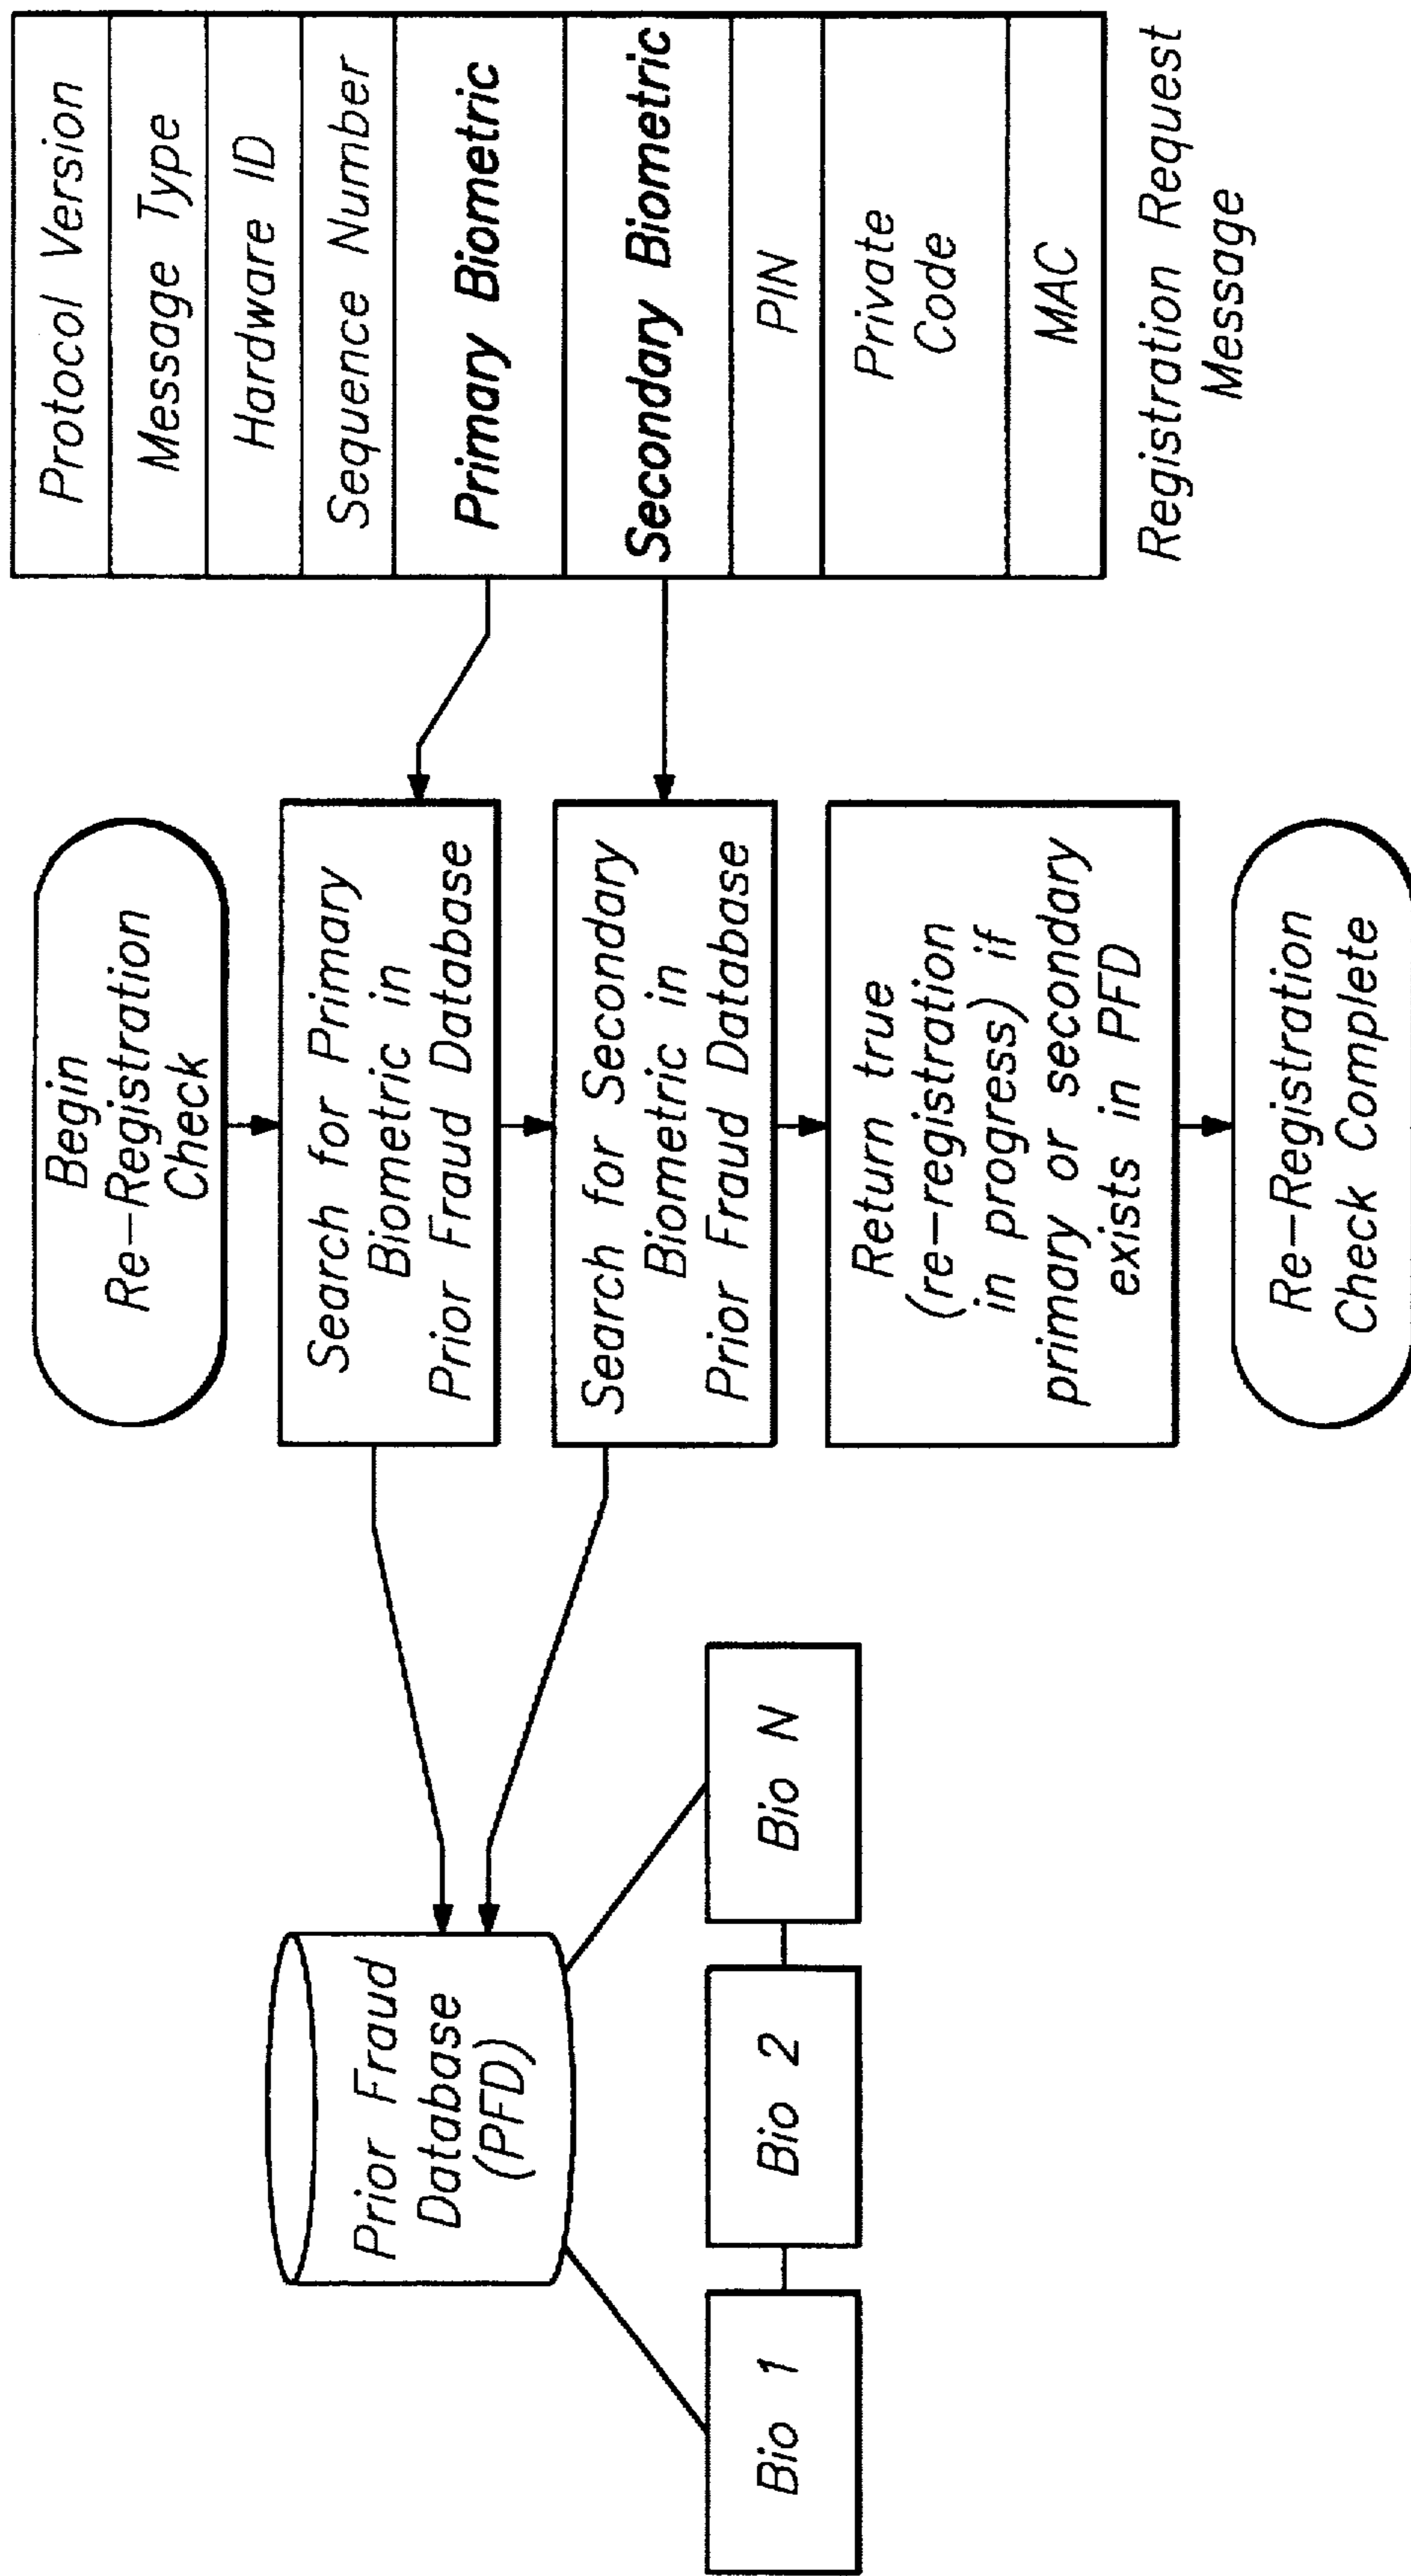 Prior Fraud
Database
(PFD)
Bio 1
Bio 2
Bio N
Begin
Re-Registration
Check
Search for Primary
Biometric in
Prior Fraud Database
Search for Secondary
Biometric in
Prior Fraud Database
Return true
(re-registration
in progress) if
primary or secondary
exists in PFD
Re-Registration
Check Complete
Protocol Version
Message Type
Hardware ID
Sequence Number
Primary Biometric
Secondary Biometric
PIN
Private
Code
MAC
Registration Request
Message